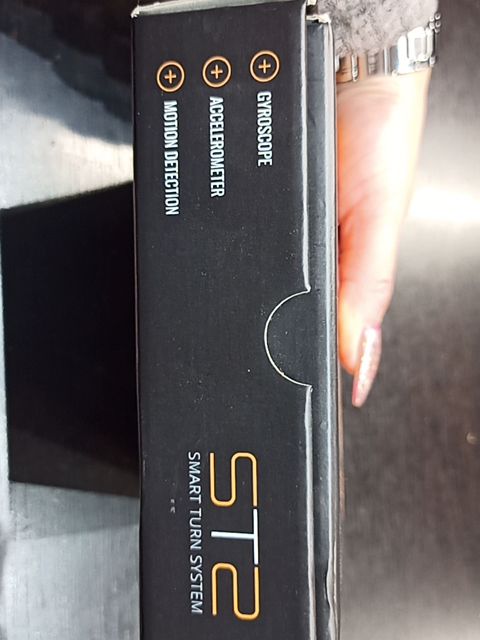 GYROSCOPE
ACCELEROMETER
MOTION DETECTION
ST2
SMART TURN SYSTEM